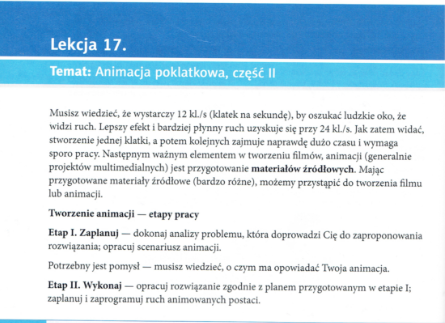 Lekcja 17.
Temat: Animacja poklatkowa, część II
Musisz wiedzieć, że wystarczy 12 kl./s (klatek na sekundę), by oszukać ludzkie oko, że
widzi ruch. Lepszy efekt i bardziej płynny ruch uzyskuje się przy 24 kl./s. Jak zatem widać,
stworzenie jednej klatki, a potem kolejnych zajmuje naprawdę dużo czasu i wymaga
sporo pracy. Następnym ważnym elementem w tworzeniu filmów, animacji (generalnie
projektów multimedialnych) jest przygotowanie materiałów źródłowych. Mając
przygotowane materiały źródłowe (bardzo różne), możemy przystąpić do tworzenia filmu
lub animacji.
Tworzenie animacji — etapy pracy
Etap I. Zaplanuj — dokonaj analizy problemu, która doprowadzi Cię do zaproponowania
rozwiązania; opracuj scenariusz animacji.
Potrzebny jest pomysł — musisz wiedzieć, o czym ma opowiadać Twoja animacja.
Etap II. Wykonaj — opracuj rozwiązanie zgodnie z planem przygotowanym w etapie I;
zaplanuj i zaprogramuj ruch animowanych postaci.